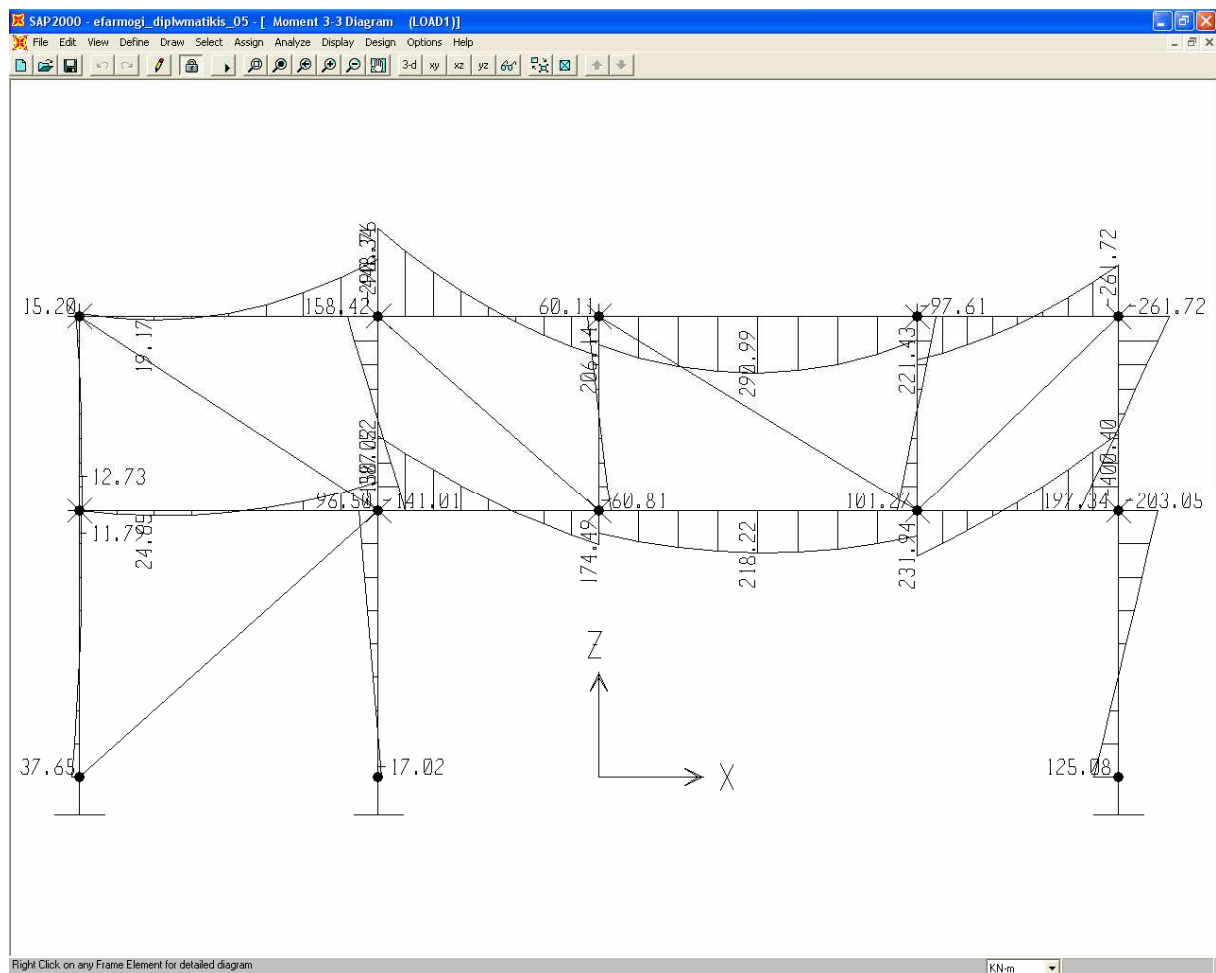 SAP2000 - efarmogi_diplwmatikis_05 - [ Moment 3-3 Diagram (LOAD1)]
File Edit View Define Draw Select Assign Analyze Display Design Options Help
3-d xy xz yz
-261.72
15.20 158.42 60.11 -97.61 -261.72
19.17 206.14 290.99 221.43
-400.40
-12.73
96.50 -141.01 -60.81 101.27 197.34 -203.05
-11.79
24.85 174.49 218.22 231.94
Z
37.65 -17.02 X 125.08
Right Click on any Frame Element for detailed diagram
KN-m